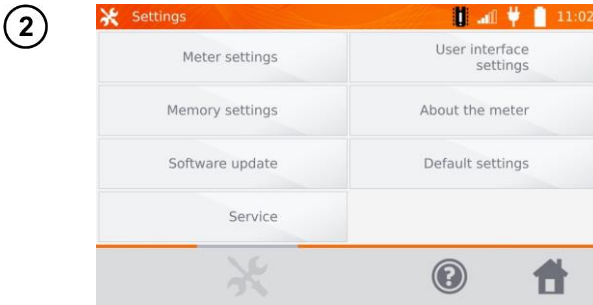 2
Settings
11:02
Meter settings
User interface
settings
Memory settings
About the meter
Software update
Default settings
Service
?